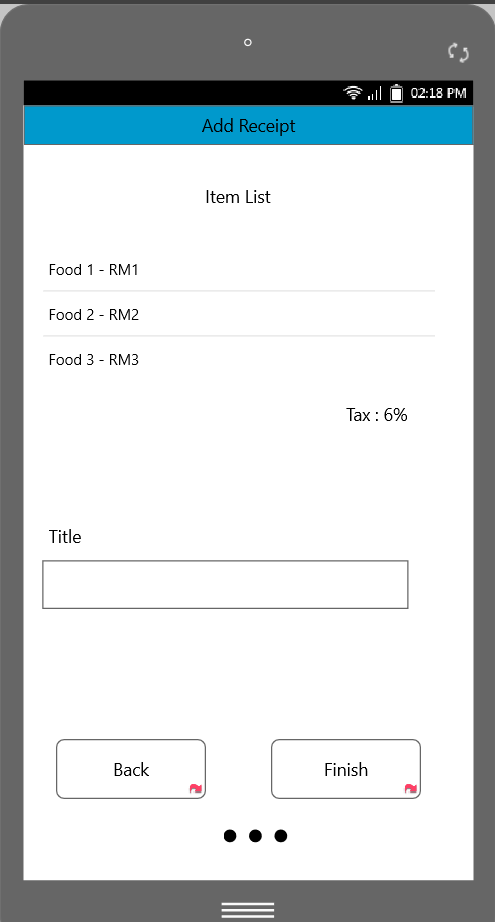 02:18 PM
Add Receipt
Item List
Food 1 - RM1
Food 2 - RM2
Food 3 - RM3
Tax : 6%
Title
Back
Finish